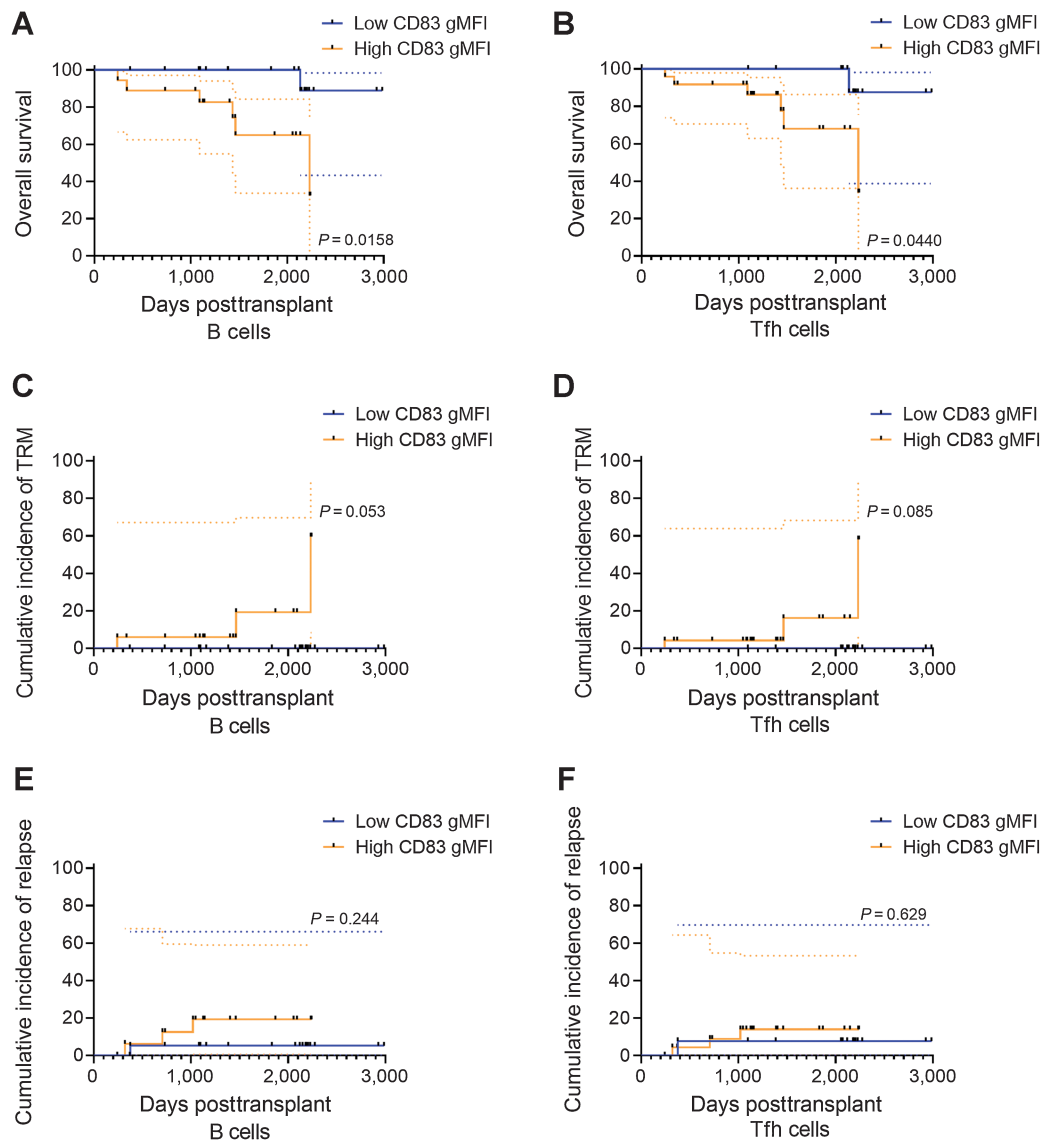 A
Low CD83 gMFI
High CD83 gMFI
Overall survival
100
80
60
40
20
0
P = 0.0158
0
1,000
2,000
3,000
Days posttransplant
B cells
B
Low CD83 gMFI
High CD83 gMFI
Overall survival
100
80
60
40
20
0
P = 0.0440
0
1,000
2,000
3,000
Days posttransplant
Tfh cells
C
Low CD83 gMFI
High CD83 gMFI
Cumulative incidence of TRM
100
80
60
40
20
0
P = 0.053
0
1,000
2,000
3,000
Days posttransplant
B cells
D
Low CD83 gMFI
High CD83 gMFI
Cumulative incidence of TRM
100
80
60
40
20
0
P = 0.085
0
1,000
2,000
3,000
Days posttransplant
Tfh cells
E
Low CD83 gMFI
High CD83 gMFI
Cumulative incidence of relapse
100
80
60
40
20
0
P = 0.244
0
1,000
2,000
3,000
Days posttransplant
B cells
F
Low CD83 gMFI
High CD83 gMFI
Cumulative incidence of relapse
100
80
60
40
20
0
P = 0.629
0
1,000
2,000
3,000
Days posttransplant
Tfh cells